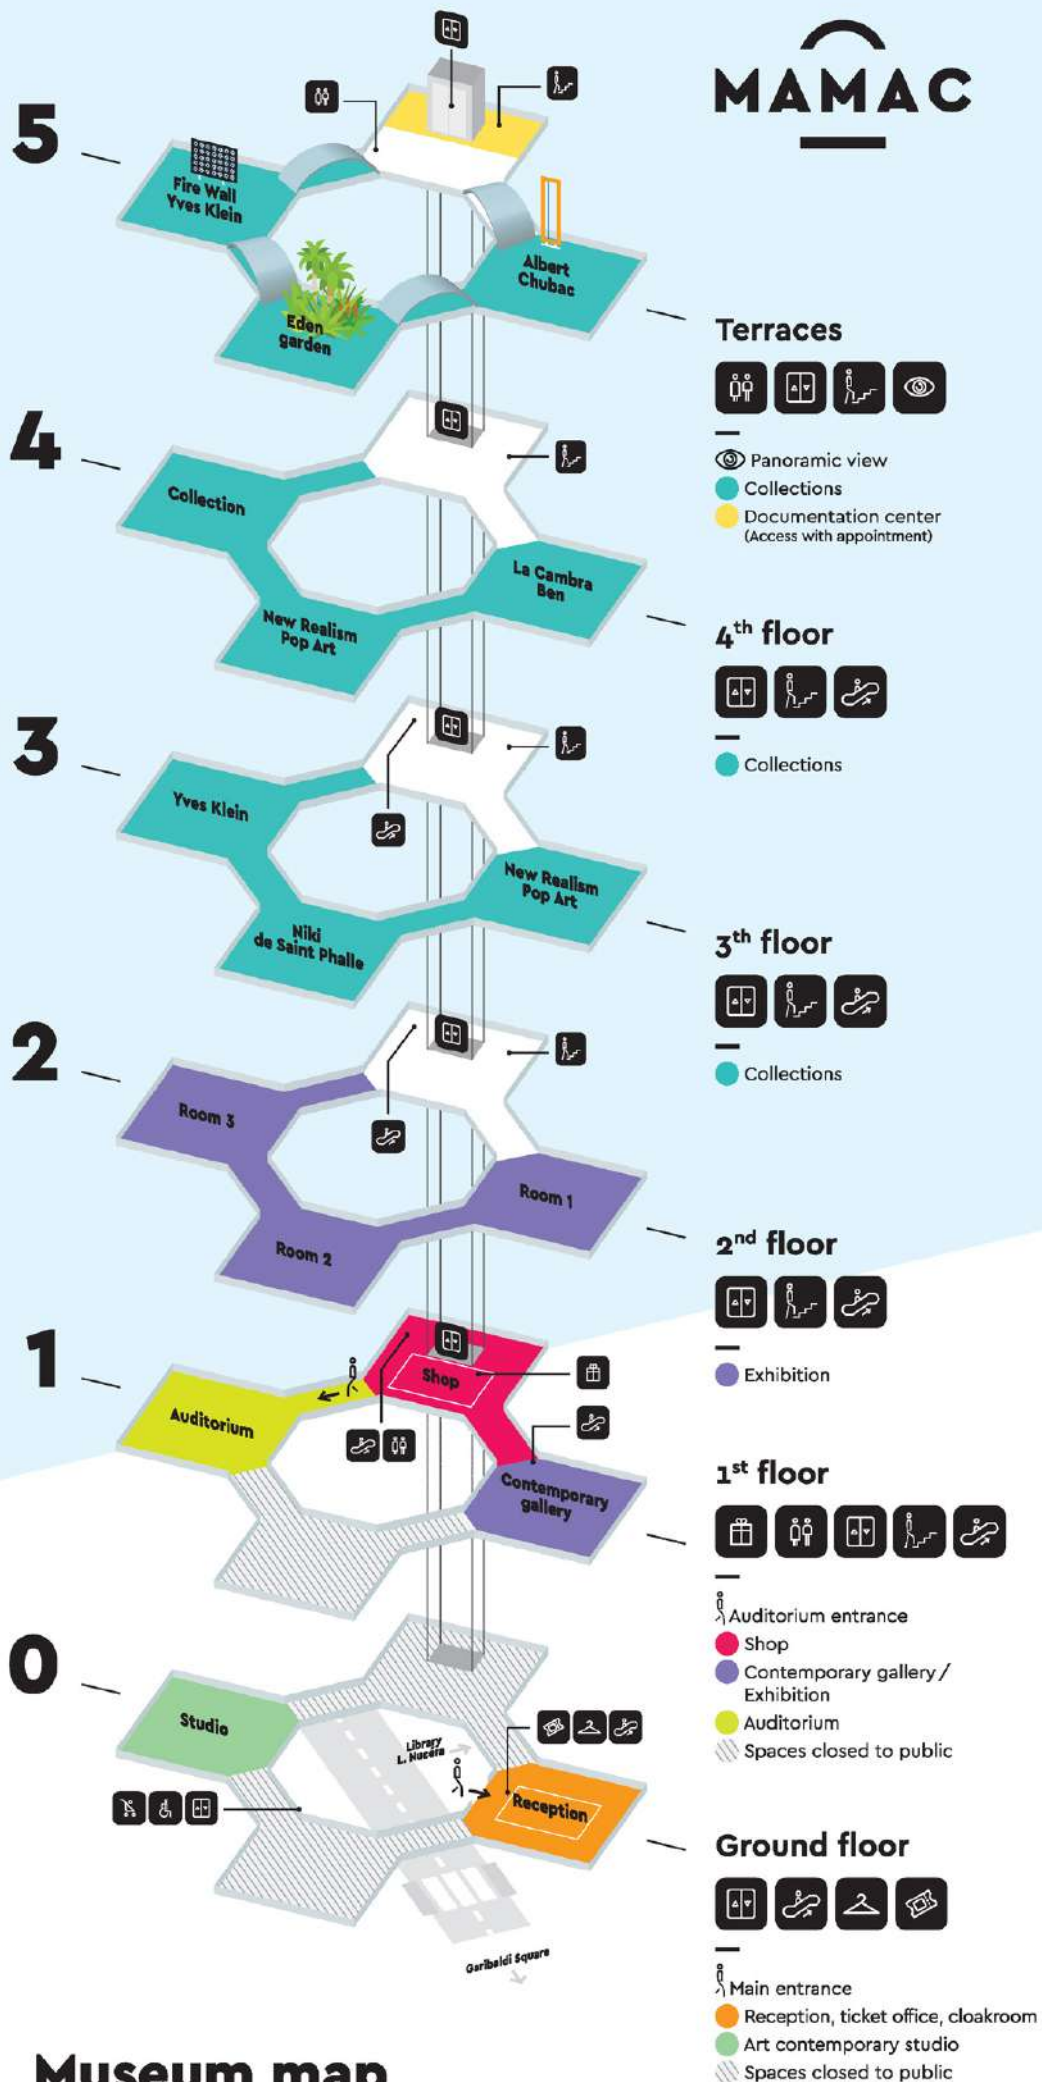 MAMAC
5
Fire Wall
Yves Klein
Albert
Chubac
Eden
garden
Terraces
Panoramic view
Collections
Documentation center
(Access with appointment)
4
Collection
La Cambra
Ben
New Realism
Pop Art
4th floor
Collections
3
Yves Klein
New Realism
Pop Art
Niki
de Saint Phalle
3th floor
Collections
2
Room 3
Room 1
Room 2
2nd floor
Exhibition
1
Shop
Auditorium
Contemporary
gallery
1st floor
Auditorium entrance
Shop
Contemporary gallery /
Exhibition
Auditorium
Spaces closed to public
0
Studio
Library
L. Nucéra
Reception
Garibaldi Square
Ground floor
Main entrance
Reception, ticket office, cloakroom
Art contemporary studio
Spaces closed to public
Museum map